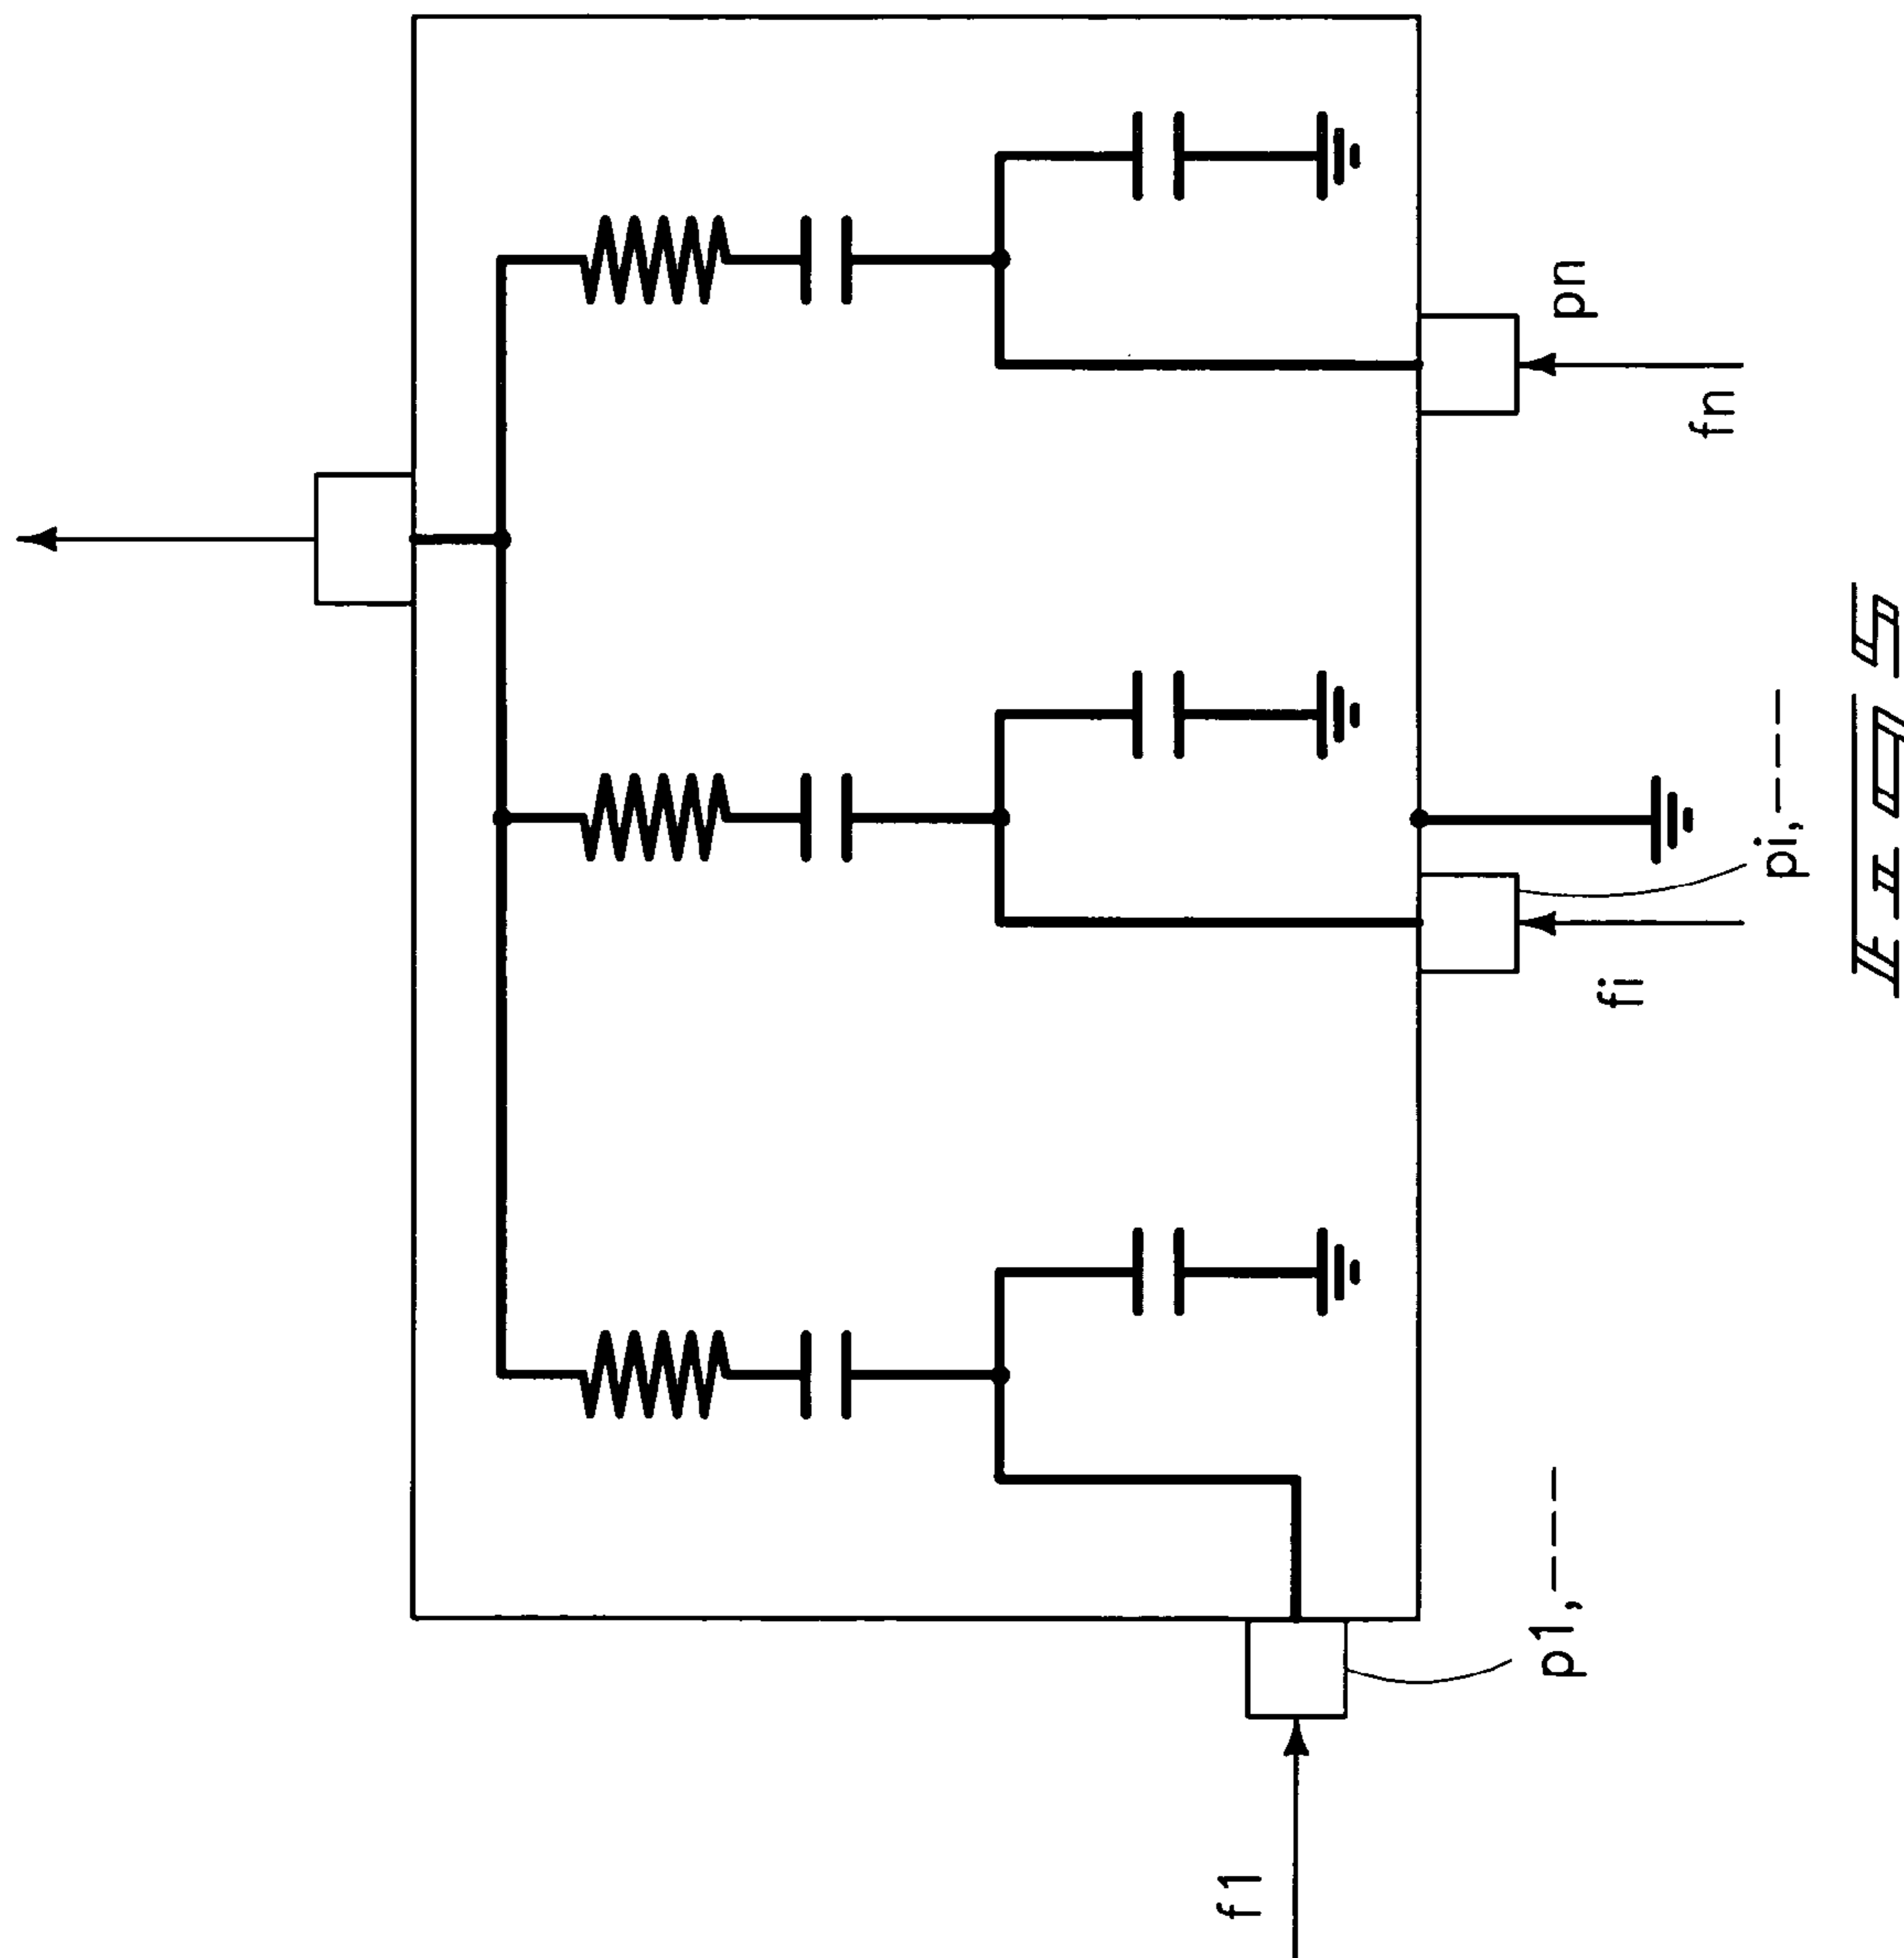 f1
p1, ----
fi
pi, ----
fn
pn
FIG 5